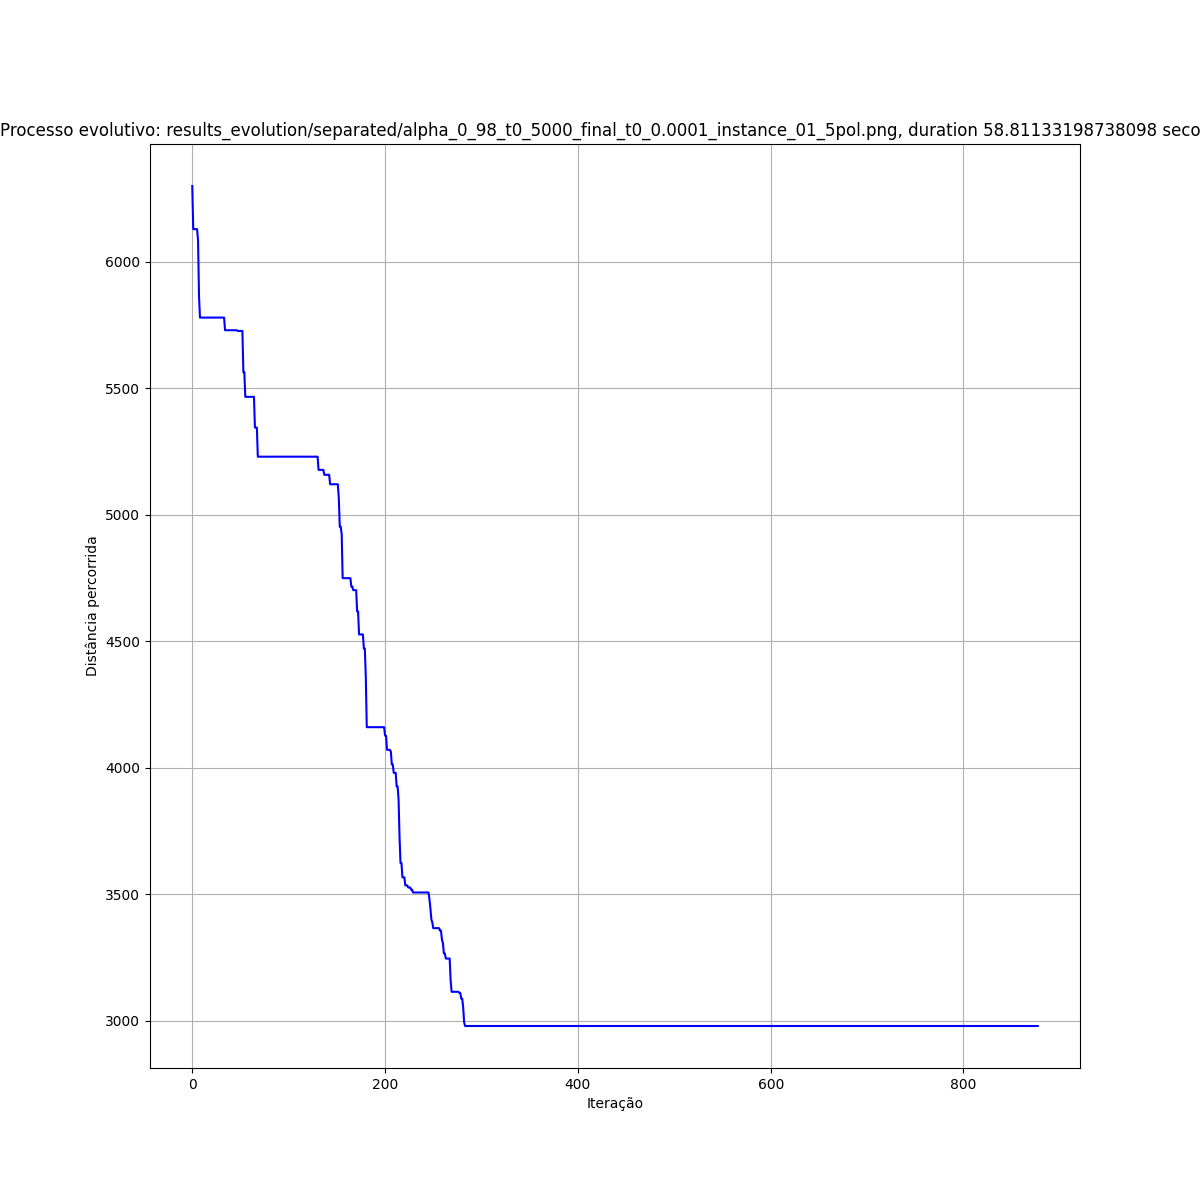 Processo evolutivo: results_evolution/separated/alpha_0_98_t0_5000_final_t0_0.0001_instance_01_5pol.png, duration 58.81133198738098 seco
6000
5500
5000
4500
4000
3500
3000
Distância percorrida
0 200 400 600 800
Iteração